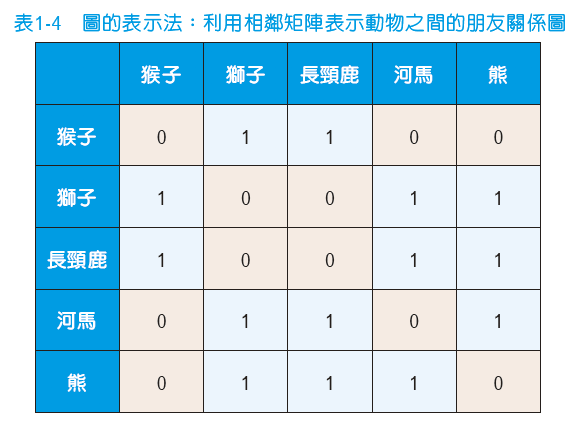 表1-4 圖的表示法：利用相鄰矩陣表示動物之間的朋友關係圖
猴子 獅子 長頸鹿 河馬 熊
猴子 0 1 1 0 0
獅子 1 0 0 1 1
長頸鹿 1 0 0 1 1
河馬 0 1 1 0 1
熊 0 1 1 1 0